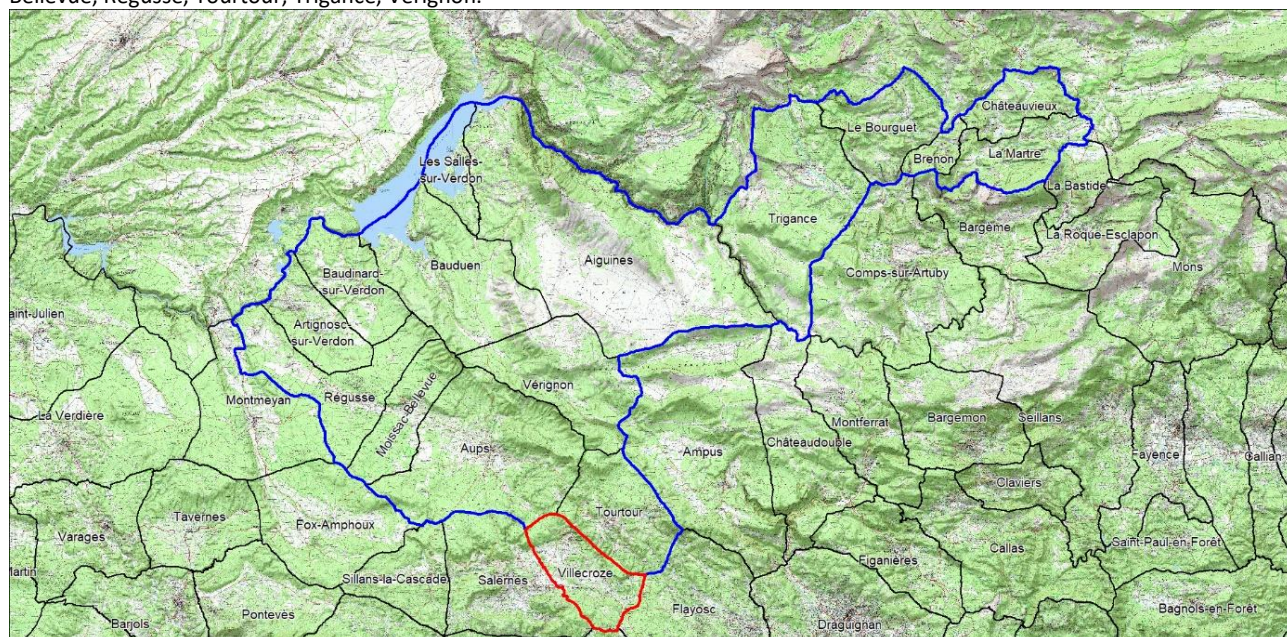 Bellevue, Régusse, Tourtour, Trigance, Vérignon.
Châteauvieux
Le Bourguet
Brenon
La Martre
Les Salles-
sur-Verdon
La Bastide
Trigance
Bargème
La Roque-Esclapon
Bauduen
Aiguines
Comps-sur-Artuby
Mons
Baudinard-
sur-Verdon
aint-Julien
Artignosc-
sur-Verdon
Vérignon
Montmeyan
Régusse
Moissac-Bellevue
La Verdière
Montferrat
Bargemon
Seillans
Châteaudouble
Aups
Ampus
Fayence
Callian
Claviers
Tavernes
Fox-Amphoux
Tourtour
Varages
Saint-Paul-en-Forêt
Callas
Figanières
Martin
Sillans-la-Cascade
Salernes
Villecroze
Pontevès
Flayosc
Barjols
Draguignan
Bagnols-en-Forêt